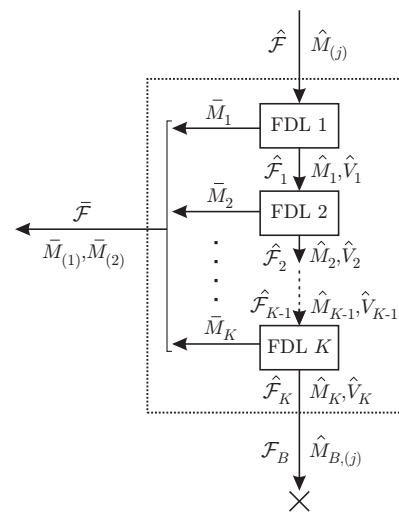 $\hat{\mathcal{F}}$ $\hat{M}_{(j)}$
$\bar{M}_1$ FDL 1
$\hat{\mathcal{F}}_1$ $\hat{M}_1, \hat{V}_1$
$\bar{M}_2$ FDL 2
$\bar{\mathcal{F}}$
$\bar{M}_{(1)}, \bar{M}_{(2)}$
$\hat{\mathcal{F}}_2$ $\hat{M}_2, \hat{V}_2$
$\hat{\mathcal{F}}_{K-1}$ $\hat{M}_{K-1}, \hat{V}_{K-1}$
$\bar{M}_K$ FDL $K$
$\hat{\mathcal{F}}_K$ $\hat{M}_K, \hat{V}_K$
$\mathcal{F}_B$ $\hat{M}_{B,(j)}$